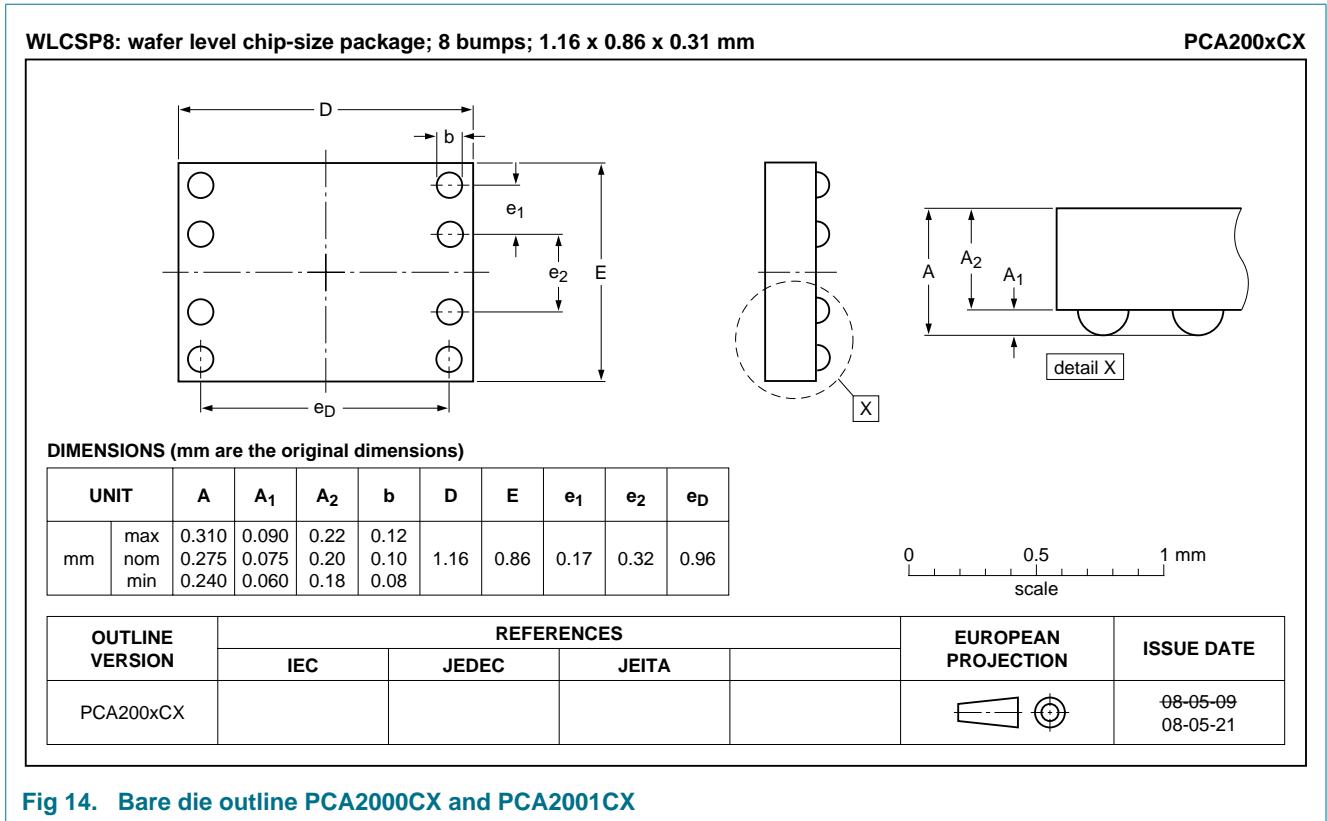 WLCSP8: wafer level chip-size package; 8 bumps; 1.16 x 0.86 x 0.31 mm PCA200xCX
D
b
e1
e2
E
eD
X
A
A2
A1
detail X
DIMENSIONS (mm are the original dimensions)
UNIT A A1 A2 b D E e1 e2 eD
mm max 0.310 0.090 0.22 0.12
nom 0.275 0.075 0.20 0.10 1.16 0.86 0.17 0.32 0.96
min 0.240 0.060 0.18 0.08
0 0.5 1 mm
scale
OUTLINE VERSION REFERENCES EUROPEAN PROJECTION ISSUE DATE
IEC JEDEC JEITA
PCA200xCX 08-05-09
08-05-21
Fig 14. Bare die outline PCA2000CX and PCA2001CX